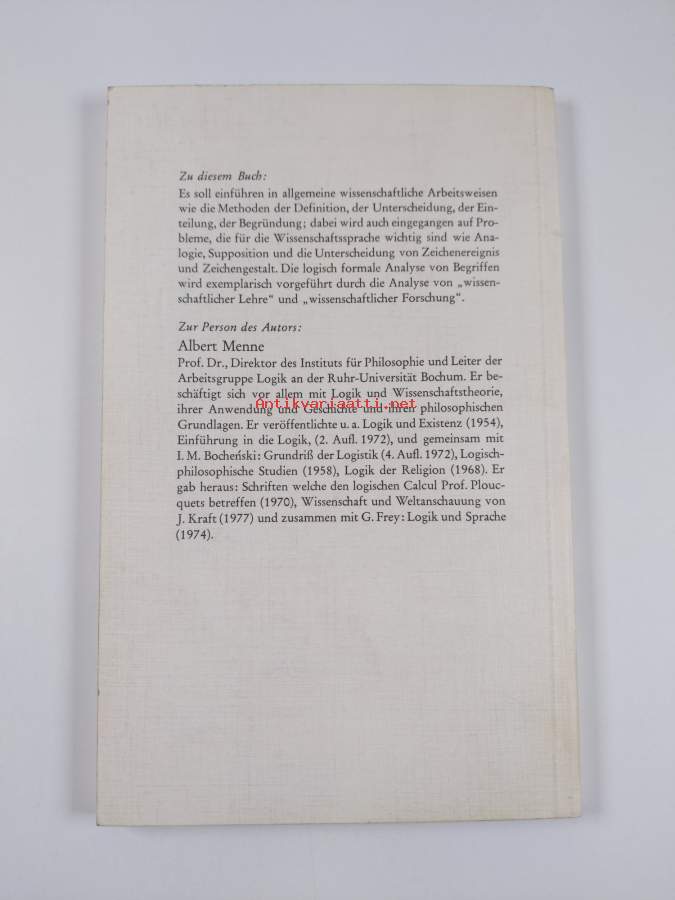 Zu diesem Buch:
Es soll einführen in allgemeine wissenschaftliche Arbeitsweisen
wie die Methoden der Definition, der Unterscheidung, der Ein-
teilung, der Begründung; dabei wird auch eingegangen auf Pro-
bleme, die für die Wissenschaftssprache wichtig sind wie Ana-
logie, Supposition und die Unterscheidung von Zeichenereignis
und Zeichengestalt. Die logisch formale Analyse von Begriffen
wird exemplarisch vorgeführt durch die Analyse von „wissen-
schaftlicher Lehre“ und „wissenschaftlicher Forschung“.
Zur Person des Autors:
Albert Menne
Prof. Dr., Direktor des Instituts für Philosophie und Leiter der
Arbeitsgruppe Logik an der Ruhr-Universität Bochum. Er be-
schäftigt sich vor allem mit Logik und Wissenschaftstheorie,
Antikvariaatti.net
ihrer Anwendung und Geschichte und ihren philosophischen
Grundlagen. Er veröffentlichte u. a. Logik und Existenz (1954),
Einführung in die Logik, (2. Aufl. 1972), und gemeinsam mit
I. M. Bocheński: Grundriß der Logistik (4. Aufl. 1972), Logisch-
philosophische Studien (1958), Logik der Religion (1968). Er
gab heraus: Schriften welche den logischen Calcul Prof. Plouc-
quets betreffen (1970), Wissenschaft und Weltanschauung von
J. Kraft (1977) und zusammen mit G. Frey: Logik und Sprache
(1974).